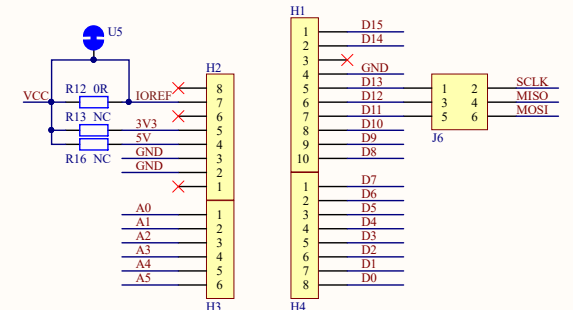 U5
R12 0R
VCC
R13 NC
R16 NC
H2
IOREF
3V3
5V
GND
GND
8
7
6
5
4
3
2
1
A0
A1
A2
A3
A4
A5
1
2
3
4
5
6
H3
H1
1
2
3
4
5
6
7
8
9
10
D15
D14
GND
D13
D12
D11
D10
D9
D8
1
2
3
4
5
6
7
8
D7
D6
D5
D4
D3
D2
D1
D0
H4
1 2
3 4
5 6
J6
SCLK
MISO
MOSI